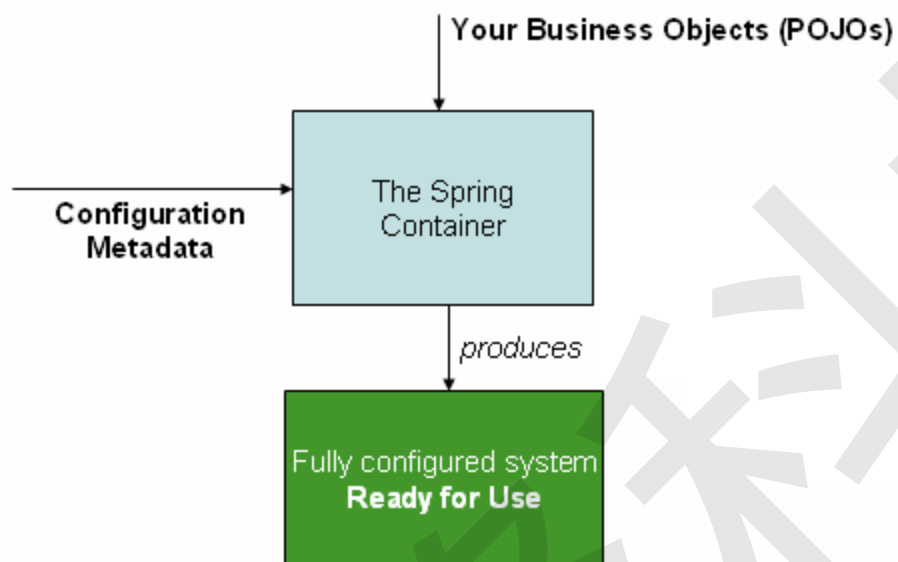 Your Business Objects (POJOs)
The Spring
Container
Configuration
Metadata
produces
Fully configured system
Ready for Use